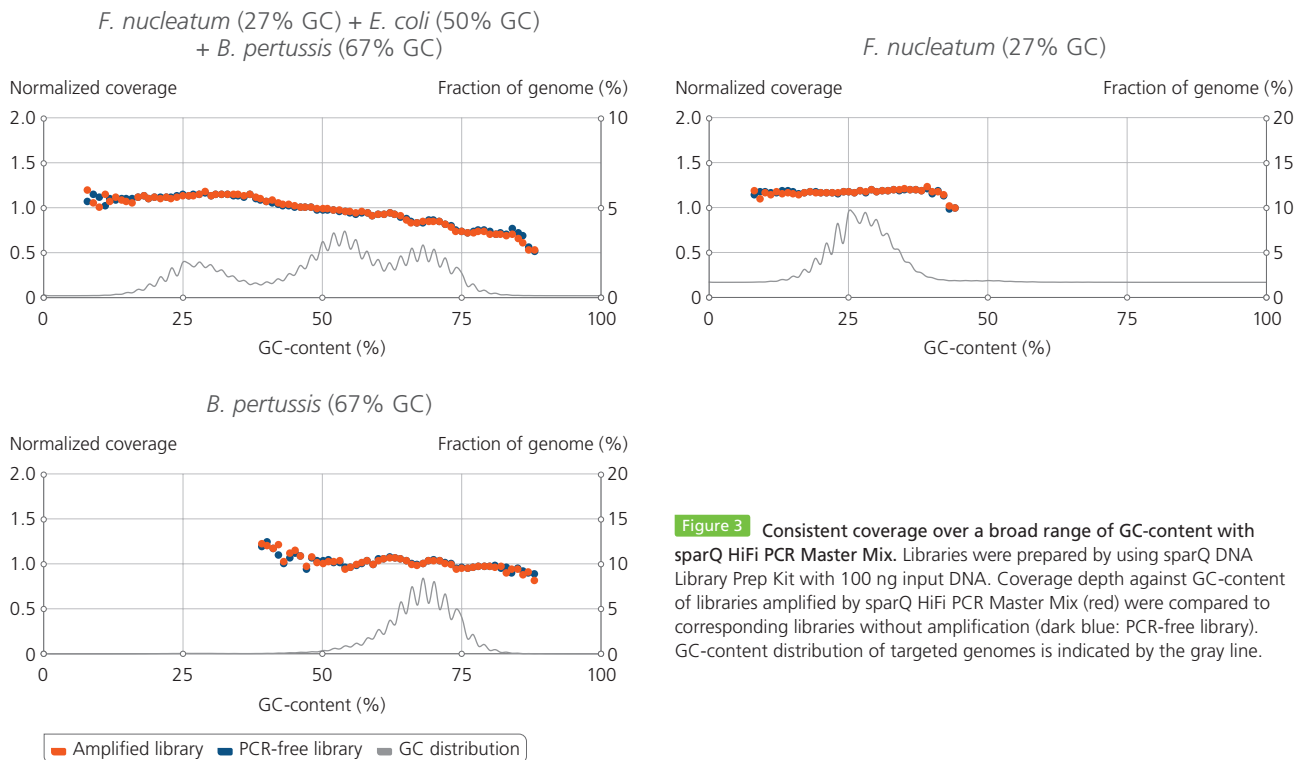 F. nucleatum (27% GC) + E. coli (50% GC)
+ B. pertussis (67% GC)
Normalized coverage
Fraction of genome (%)
2.0
1.5
1.0
0.5
0
10
5
0
0
25
50
75
100
GC-content (%)
F. nucleatum (27% GC)
Normalized coverage
Fraction of genome (%)
2.0
1.5
1.0
0.5
0
20
15
10
5
0
0
25
50
75
100
GC-content (%)
B. pertussis (67% GC)
Normalized coverage
Fraction of genome (%)
2.0
1.5
1.0
0.5
0
20
15
10
5
0
0
25
50
75
100
GC-content (%)
Amplified library
PCR-free library
GC distribution
Figure 3 Consistent coverage over a broad range of GC-content with
sparQ HiFi PCR Master Mix. Libraries were prepared by using sparQ DNA
Library Prep Kit with 100 ng input DNA. Coverage depth against GC-content
of libraries amplified by sparQ HiFi PCR Master Mix (red) were compared to
corresponding libraries without amplification (dark blue: PCR-free library).
GC-content distribution of targeted genomes is indicated by the gray line.